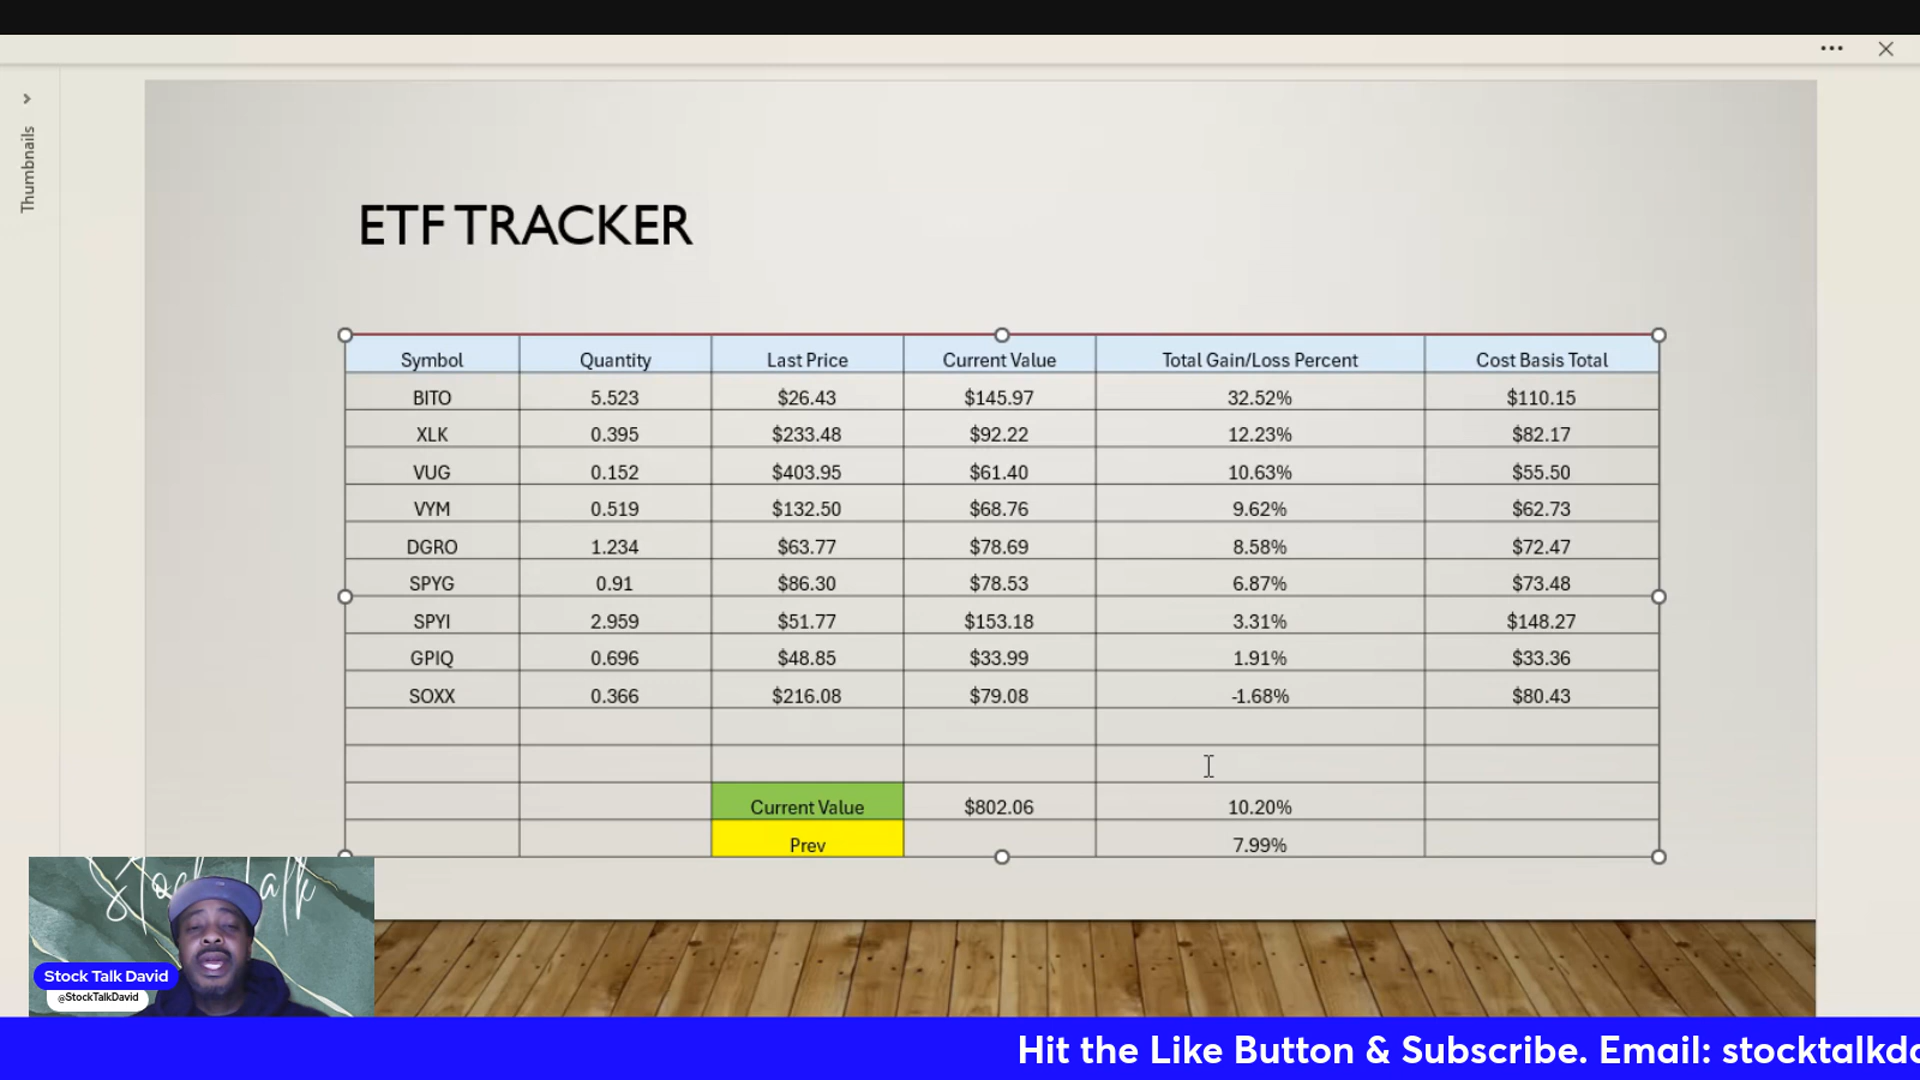 Thumbnails
ETF TRACKER
Symbol Quantity Last Price Current Value Total Gain/Loss Percent Cost Basis Total
BITO 5.523 $26.43 $145.97 32.52% $110.15
XLK 0.395 $233.48 $92.22 12.23% $82.17
VUG 0.152 $403.95 $61.40 10.63% $55.50
VYM 0.519 $132.50 $68.76 9.62% $62.73
DGRO 1.234 $63.77 $78.69 8.58% $72.47
SPYG 0.91 $86.30 $78.53 6.87% $73.48
SPYI 2.959 $51.77 $153.18 3.31% $148.27
GPIQ 0.696 $48.85 $33.99 1.91% $33.36
SOXX 0.366 $216.08 $79.08 -1.68% $80.43
Current Value $802.06 10.20%
Prev 7.99%
Stock Talk David
@StockTalkDavid
Hit the Like Button & Subscribe. Email: